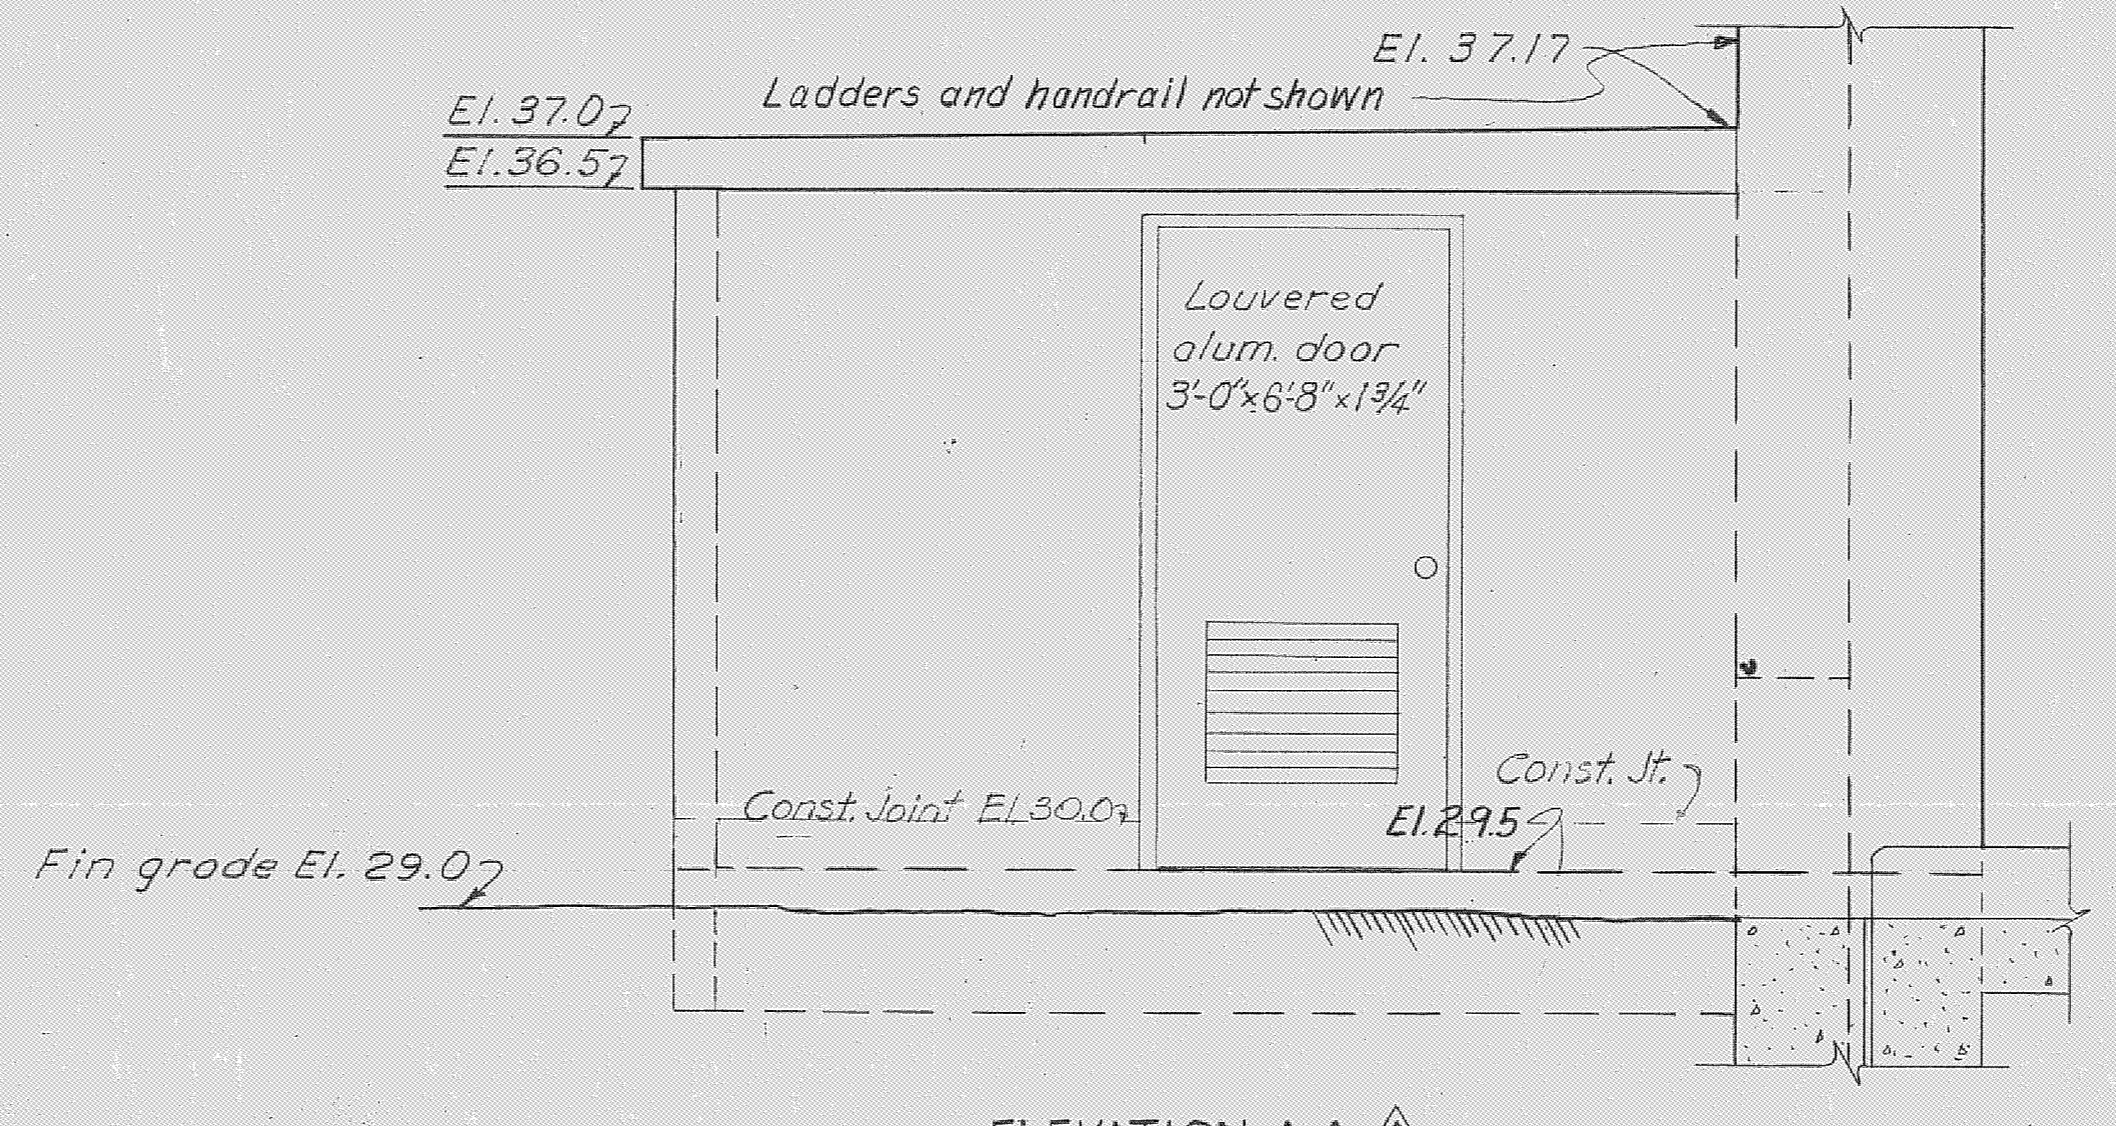 El. 37.17
Ladders and handrail not shown
El. 37.0
El. 36.5
Louvered
alum. door
3'-0"x6'-8"x1¾"
Const. Jt.
Const. Joint El. 30.0
El. 29.5
Fin grade El. 29.0
ELEVATION A-A